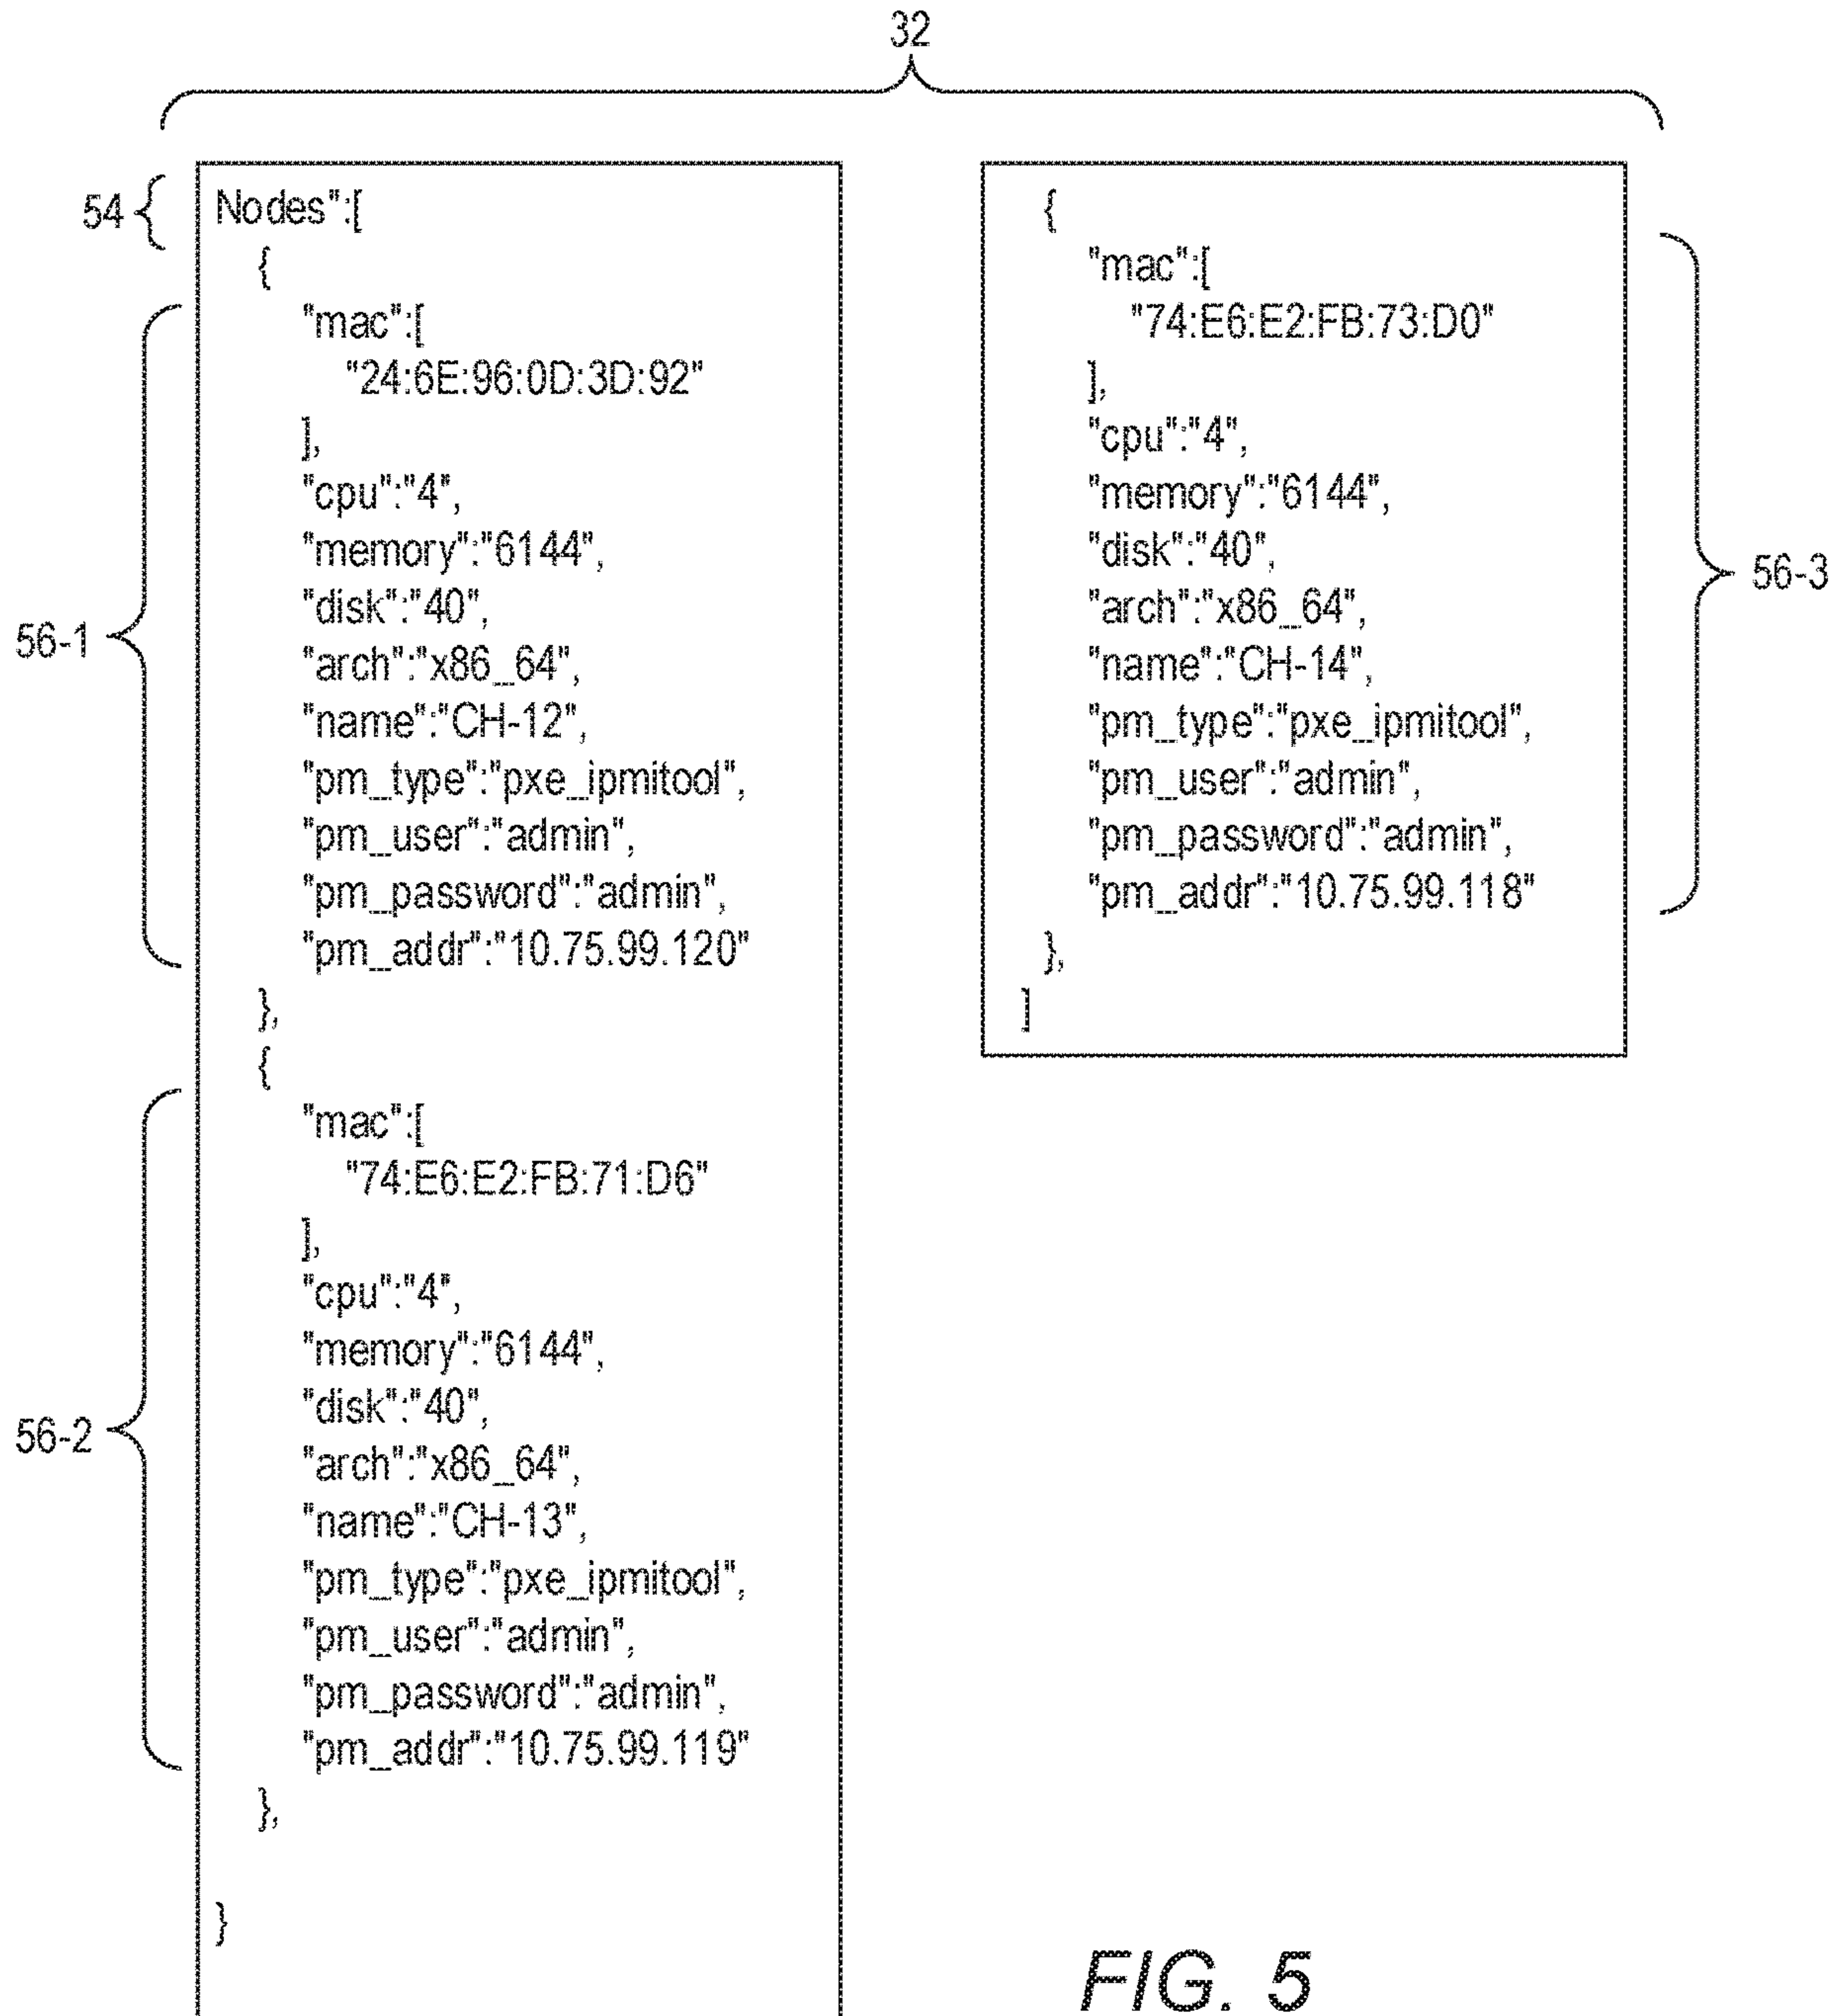 32
54
Nodes":[
{
56-1
"mac":[
"24:6E:96:0D:3D:92"
],
"cpu":"4",
"memory":"6144",
"disk":"40",
"arch":"x86_64",
"name":"CH-12",
"pm_type":"pxe_ipmitool",
"pm_user":"admin",
"pm_password":"admin",
"pm_addr":"10.75.99.120"
},
{
56-2
"mac":[
"74:E6:E2:FB:71:D6"
],
"cpu":"4",
"memory":"6144",
"disk":"40",
"arch":"x86_64",
"name":"CH-13",
"pm_type":"pxe_ipmitool",
"pm_user":"admin",
"pm_password":"admin",
"pm_addr":"10.75.99.119"
},
}
{
"mac":[
"74:E6:E2:FB:73:D0"
],
"cpu":"4",
"memory":"6144",
"disk":"40",
"arch":"x86_64",
"name":"CH-14",
"pm_type":"pxe_ipmitool",
"pm_user":"admin",
"pm_password":"admin",
"pm_addr":"10.75.99.118"
},
]
56-3
FIG. 5